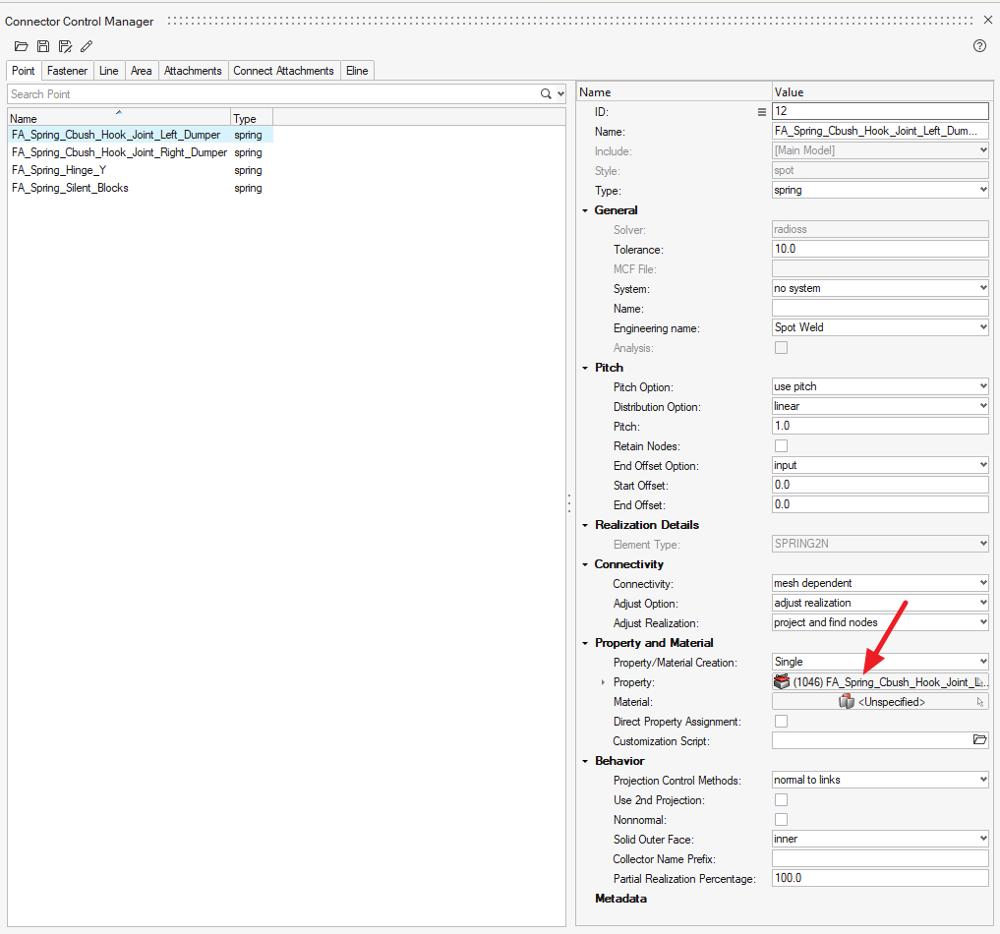 Connector Control Manager
Point Fastener Line Area Attachments Connect Attachments Eline
Search Point
Name Type
FA_Spring_Cbush_Hook_Joint_Left_Dumper spring
FA_Spring_Cbush_Hook_Joint_Right_Dumper spring
FA_Spring_Hinge_Y spring
FA_Spring_Silent_Blocks spring
Name Value
ID: 12
Name: FA_Spring_Cbush_Hook_Joint_Left_Dum...
Include: [Main Model]
Style: spot
Type: spring
General
Solver: radioss
Tolerance: 10.0
MCF File:
System: no system
Name:
Engineering name: Spot Weld
Analysis:
Pitch
Pitch Option: use pitch
Distribution Option: linear
Pitch: 1.0
Retain Nodes:
End Offset Option: input
Start Offset: 0.0
End Offset: 0.0
Realization Details
Element Type: SPRING2N
Connectivity
Connectivity: mesh dependent
Adjust Option: adjust realization
Adjust Realization: project and find nodes
Property and Material
Property/Material Creation: Single
Property: (1046) FA_Spring_Cbush_Hook_Joint_L...
Material: <Unspecified>
Direct Property Assignment:
Customization Script:
Behavior
Projection Control Methods: normal to links
Use 2nd Projection:
Nonnormal:
Solid Outer Face: inner
Collector Name Prefix:
Partial Realization Percentage: 100.0
Metadata